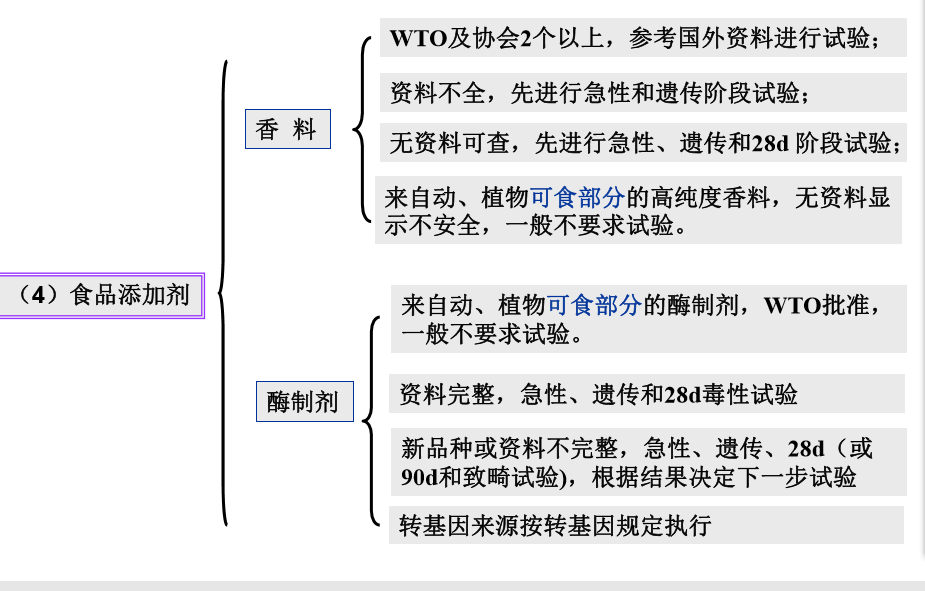 WTO及协会2个以上，参考国外资料进行试验；
资料不全，先进行急性和遗传阶段试验；
香 料
无资料可查，先进行急性、遗传和28d 阶段试验；
来自动、植物可食部分的高纯度香料，无资料显
示不安全，一般不要求试验。
（4）食品添加剂
来自动、植物可食部分的酶制剂，WTO批准，
一般不要求试验。
酶制剂
资料完整，急性、遗传和28d毒性试验
新品种或资料不完整，急性、遗传、28d（或
90d和致畸试验)，根据结果决定下一步试验
转基因来源按转基因规定执行